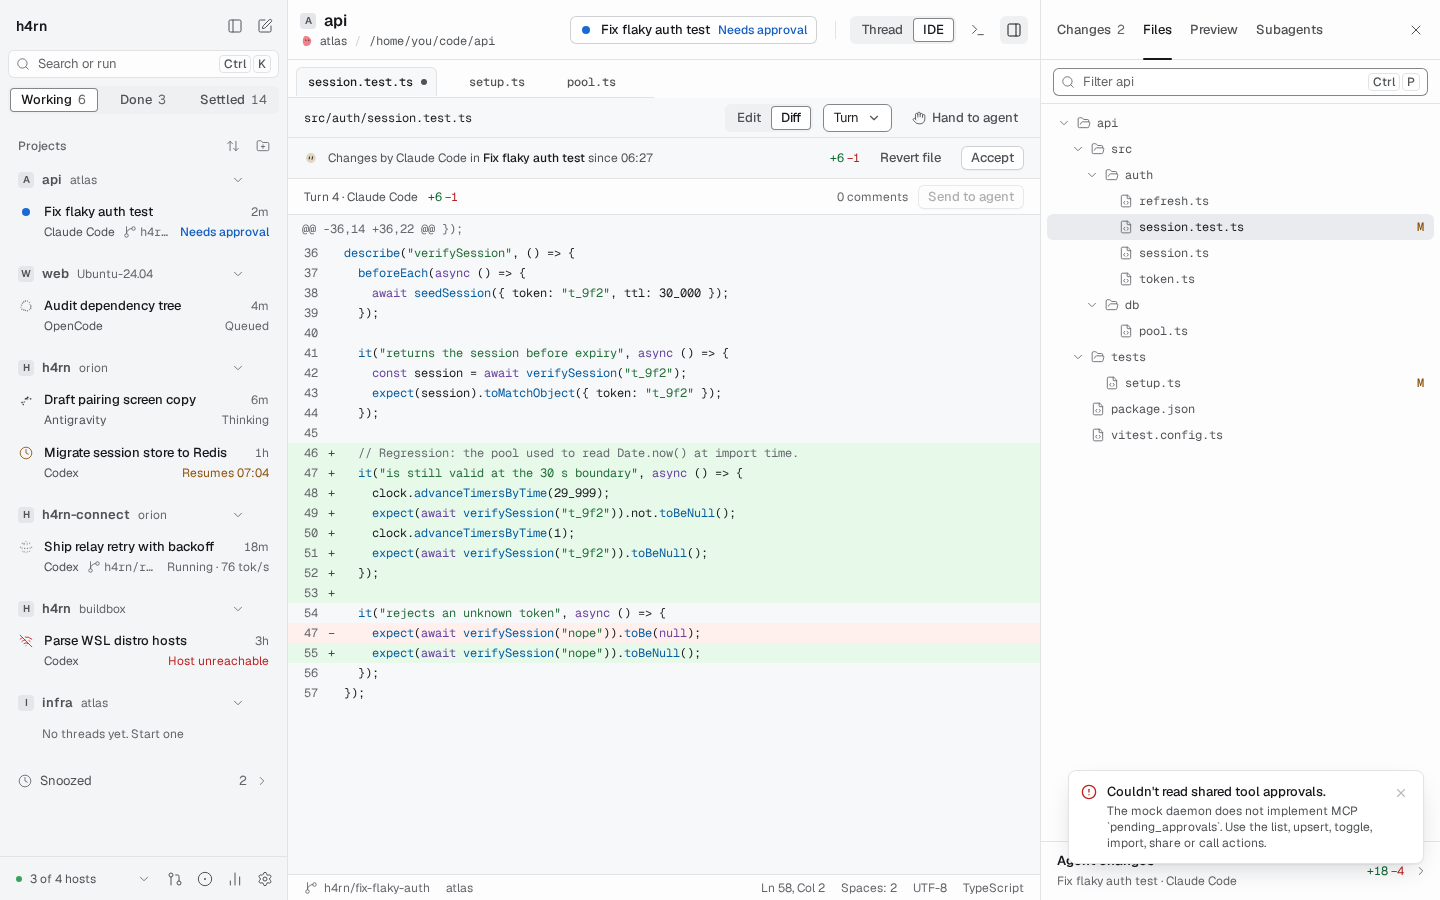 h4rn
Search or run Ctrl K
Working 6 Done 3 Settled 14
Projects
A api atlas
Fix flaky auth test 2m
Claude Code h4r... Needs approval
W web Ubuntu-24.04
Audit dependency tree 4m
OpenCode Queued
H h4rn orion
Draft pairing screen copy 6m
Antigravity Thinking
Migrate session store to Redis 1h
Codex Resumes 07:04
H h4rn-connect orion
Ship relay retry with backoff 18m
Codex h4rn/r... Running · 76 tok/s
H h4rn buildbox
Parse WSL distro hosts 3h
Codex Host unreachable
I infra atlas
No threads yet. Start one
Snoozed 2
3 of 4 hosts
A api
atlas / /home/you/code/api
Fix flaky auth test Needs approval
Thread IDE
session.test.ts setup.ts pool.ts
src/auth/session.test.ts
Edit Diff Turn Hand to agent
Changes by Claude Code in Fix flaky auth test since 06:27 +6 −1 Revert file Accept
Turn 4 · Claude Code +6 −1 0 comments Send to agent
@@ -36,14 +36,22 @@ });
36 describe("verifySession", () => {
37 beforeEach(async () => {
38 await seedSession({ token: "t_9f2", ttl: 30_000 });
39 });
40
41 it("returns the session before expiry", async () => {
42 const session = await verifySession("t_9f2");
43 expect(session).toMatchObject({ token: "t_9f2" });
44 });
45
46 + // Regression: the pool used to read Date.now() at import time.
47 + it("is still valid at the 30 s boundary", async () => {
48 + clock.advanceTimersByTime(29_999);
49 + expect(await verifySession("t_9f2")).not.toBeNull();
50 + clock.advanceTimersByTime(1);
51 + expect(await verifySession("t_9f2")).toBeNull();
52 + });
53 +
54 it("rejects an unknown token", async () => {
47 − expect(await verifySession("nope")).toBe(null);
55 + expect(await verifySession("nope")).toBeNull();
56 });
57 });
h4rn/fix-flaky-auth atlas Ln 58, Col 2 Spaces: 2 UTF-8 TypeScript
Changes 2 Files Preview Subagents
Filter api Ctrl P
api
src
auth
refresh.ts
session.test.ts M
session.ts
token.ts
db
pool.ts
tests
setup.ts M
package.json
vitest.config.ts
Couldn't read shared tool approvals.
The mock daemon does not implement MCP
`pending_approvals`. Use the list, upsert, toggle,
import, share or call actions.
Agent changes
Fix flaky auth test · Claude Code +18 −4